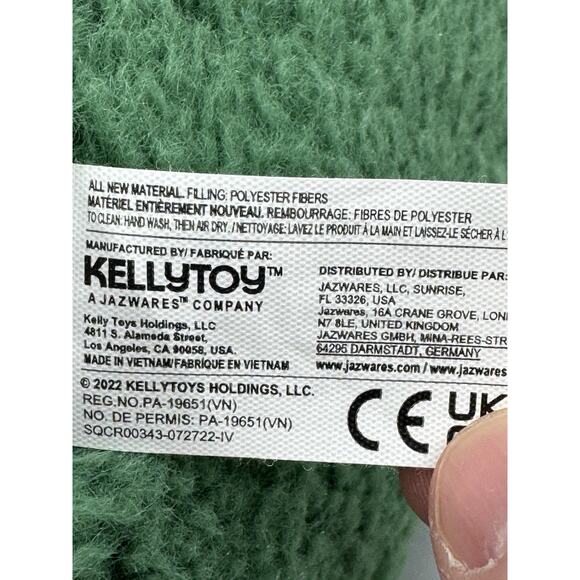 ALL NEW MATERIAL. FILLING: POLYESTER FIBERS
MATÉRIEL ENTIÈREMENT NOUVEAU. REMBOURRAGE: FIBRES DE POLYESTER
TO CLEAN: HAND WASH, THEN AIR DRY. / NETTOYAGE: LAVEZ LE PRODUIT À LA MAIN ET LAISSEZ-LE SÉCHER À L'
MANUFACTURED BY/ FABRIQUÉ PAR:
KELLYTOY™
A JAZWARES™ COMPANY
Kelly Toys Holdings, LLC
4811 S. Alameda Street,
Los Angeles, CA 90058, USA.
MADE IN VIETNAM/FABRIQUÉ EN VIETNAM
DISTRIBUTED BY/ DISTRIBUE PAR:
JAZWARES, LLC, SUNRISE,
FL 33326, USA
Jazwares, 16A CRANE GROVE, LON
N7 8LE, UNITED KINGDOM
JAZWARES GMBH, MINA-REES-STR
64295 DARMSTADT, GERMANY
www.jazwares.com / www.jazwares
© 2022 KELLYTOYS HOLDINGS, LLC.
REG.NO.PA-19651(VN)
NO. DE PERMIS: PA-19651(VN)
SQCR00343-072722-IV
CE UK